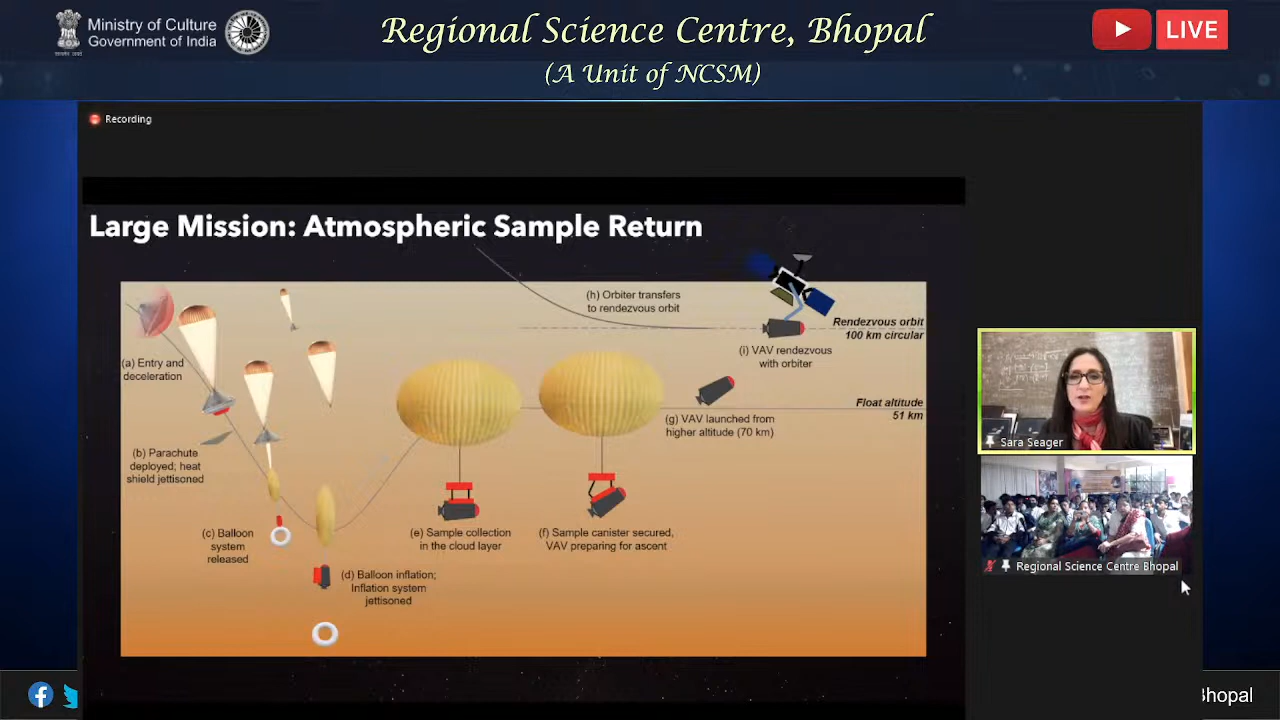 Ministry of Culture
Government of India
Regional Science Centre, Bhopal
(A Unit of NCSM)
LIVE
Recording
Large Mission: Atmospheric Sample Return
(h) Orbiter transfers
to rendezvous orbit
Rendezvous orbit
100 km circular
(i) VAV rendezvous
with orbiter
(a) Entry and
deceleration
Float altitude
51 km
(g) VAV launched from
higher altitude (70 km)
(b) Parachute
deployed; heat
shield jettisoned
(c) Balloon
system
released
(e) Sample collection
in the cloud layer
(f) Sample canister secured,
VAV preparing for ascent
(d) Balloon inflation;
Inflation system
jettisoned
Sara Seager
Regional Science Centre Bhopal
Bhopal